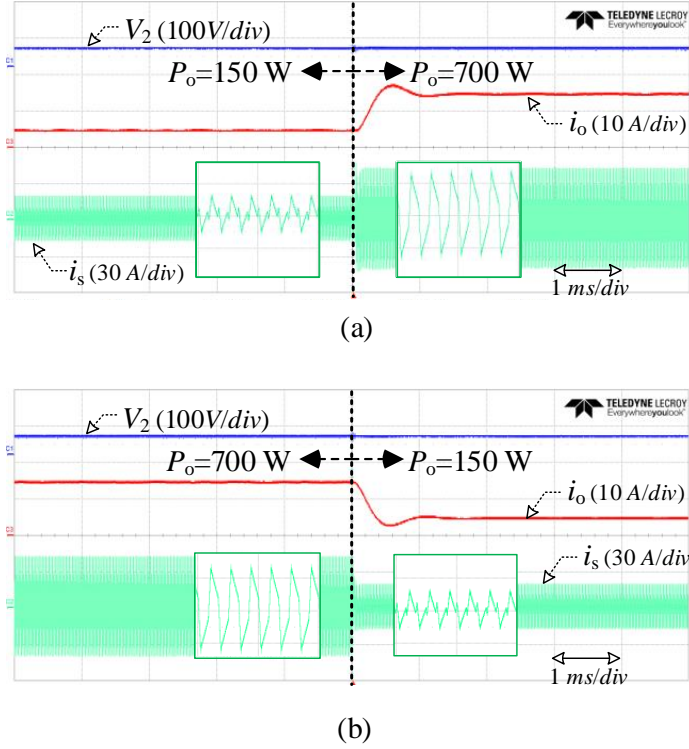 TELEDYNE LECROY
Everywhereyoulook
V2 (100V/div)
Po=150 W
Po=700 W
io (10 A/div)
is (30 A/div)
1 ms/div
(a)
TELEDYNE LECROY
Everywhereyoulook
V2 (100V/div)
Po=700 W
Po=150 W
io (10 A/div)
is (30 A/div
1 ms/div
(b)